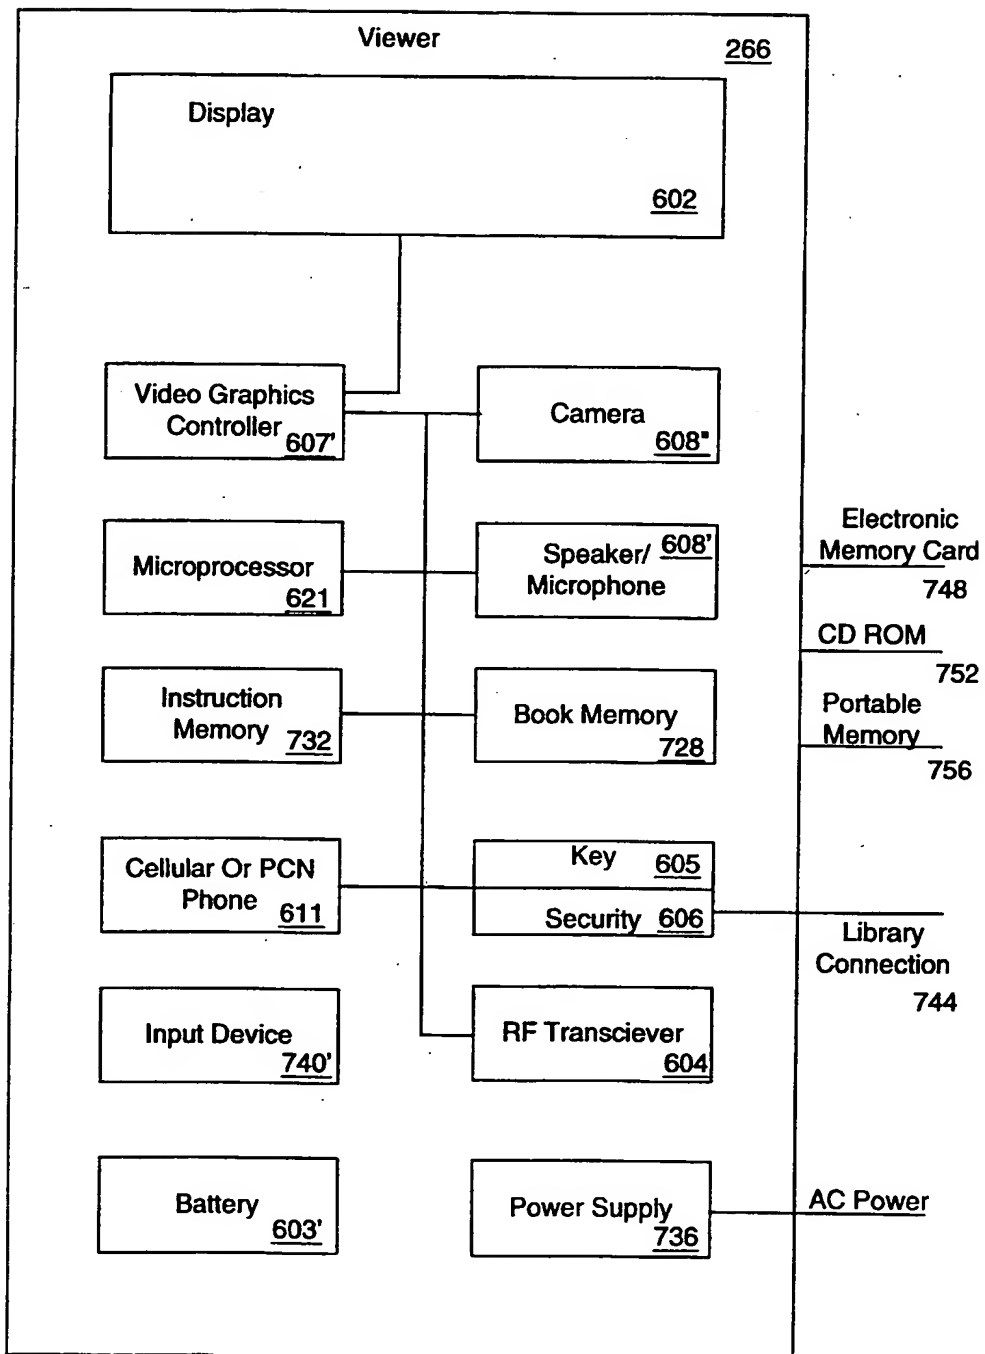 Viewer
266
Display
602
Video Graphics
Controller
607'
Camera
608"
Microprocessor
621
Speaker/
Microphone
608'
Electronic
Memory Card
748
CD ROM
752
Instruction
Memory
732
Book Memory
728
Portable
Memory
756
Cellular Or PCN
Phone
611
Key
605
Security
606
Library
Connection
744
Input Device
740'
RF Transciever
604
Battery
603'
Power Supply
736
AC Power